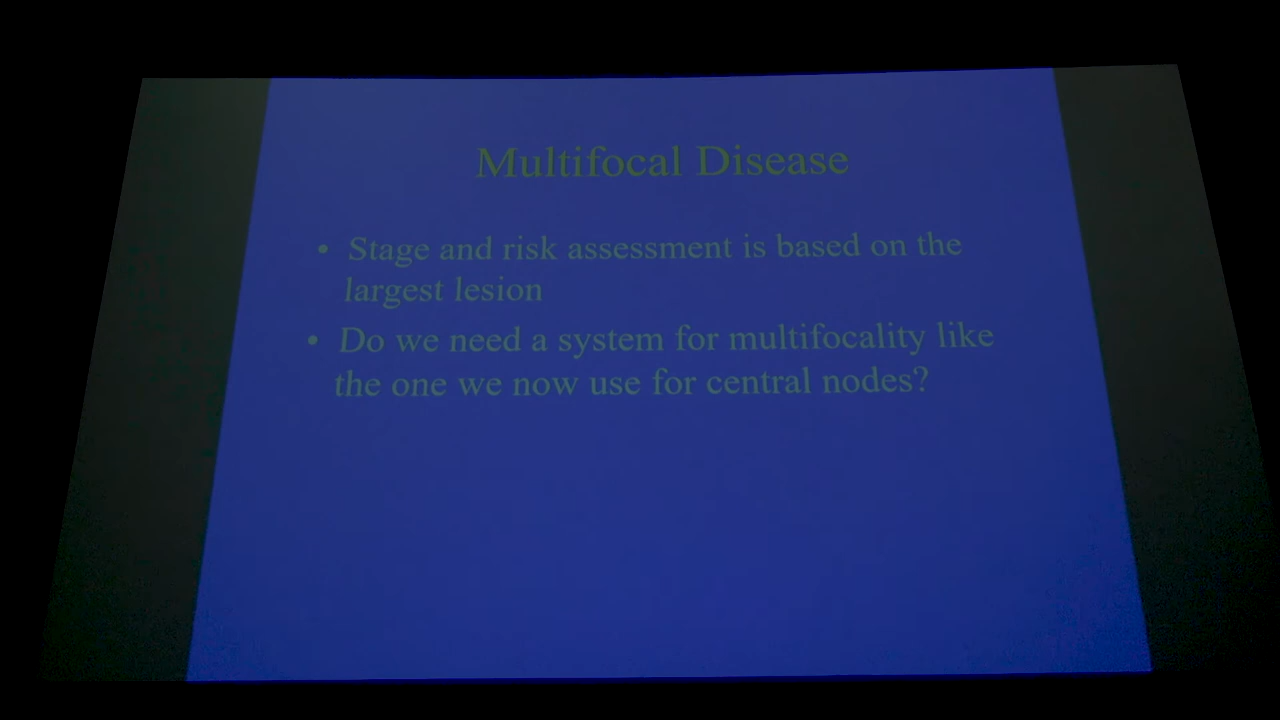 Multifocal Disease
• Stage and risk assessment is based on the
largest lesion
• Do we need a system for multifocality like
the one we now use for central nodes?